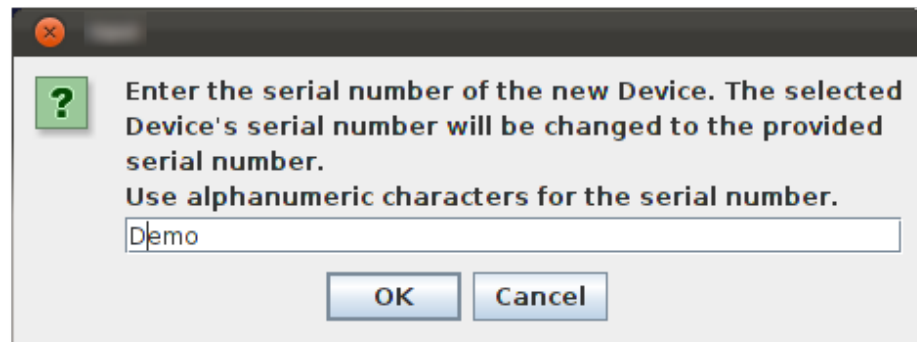 Enter the serial number of the new Device. The selected
Device's serial number will be changed to the provided
serial number.
Use alphanumeric characters for the serial number.
Demo
OK Cancel